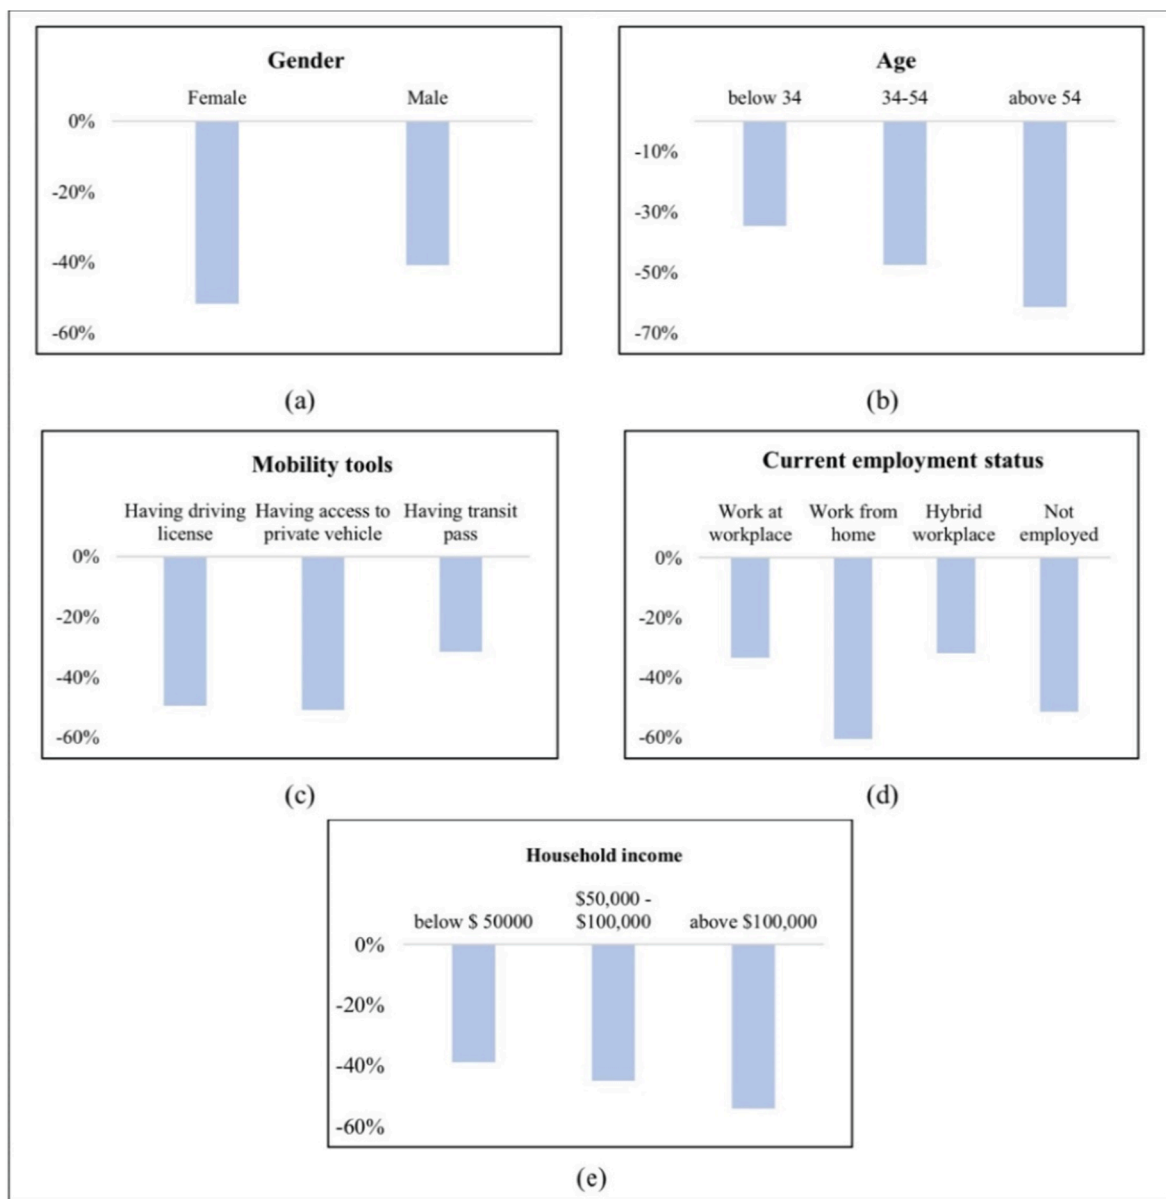 Gender
Female Male
0%
-20%
-40%
-60%
(a)
Age
below 34 34-54 above 54
-10%
-30%
-50%
-70%
(b)
Mobility tools
Having driving license
Having access to private vehicle
Having transit pass
0%
-20%
-40%
-60%
(c)
Current employment status
Work at workplace
Work from home
Hybrid workplace
Not employed
0%
-20%
-40%
-60%
(d)
Household income
below $ 50000
$50,000 - $100,000
above $100,000
0%
-20%
-40%
-60%
(e)